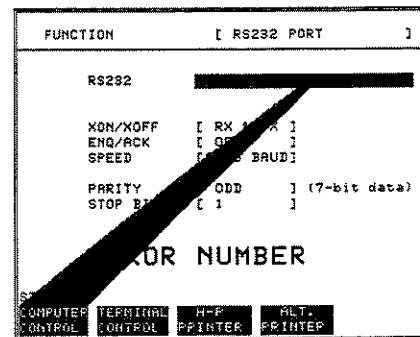 FUNCTION [ RS232 PORT ]
RS232
XON/XOFF [ RX X ]
ENQ/ACK [ ]
SPEED [ BAUD]
PARITY ODD ] (7-bit data)
STOP [ 1 ]
NUMBER
COMPUTER CONTROL
TERMINAL CONTROL
H-P PRINTER
ALT. PRINTER